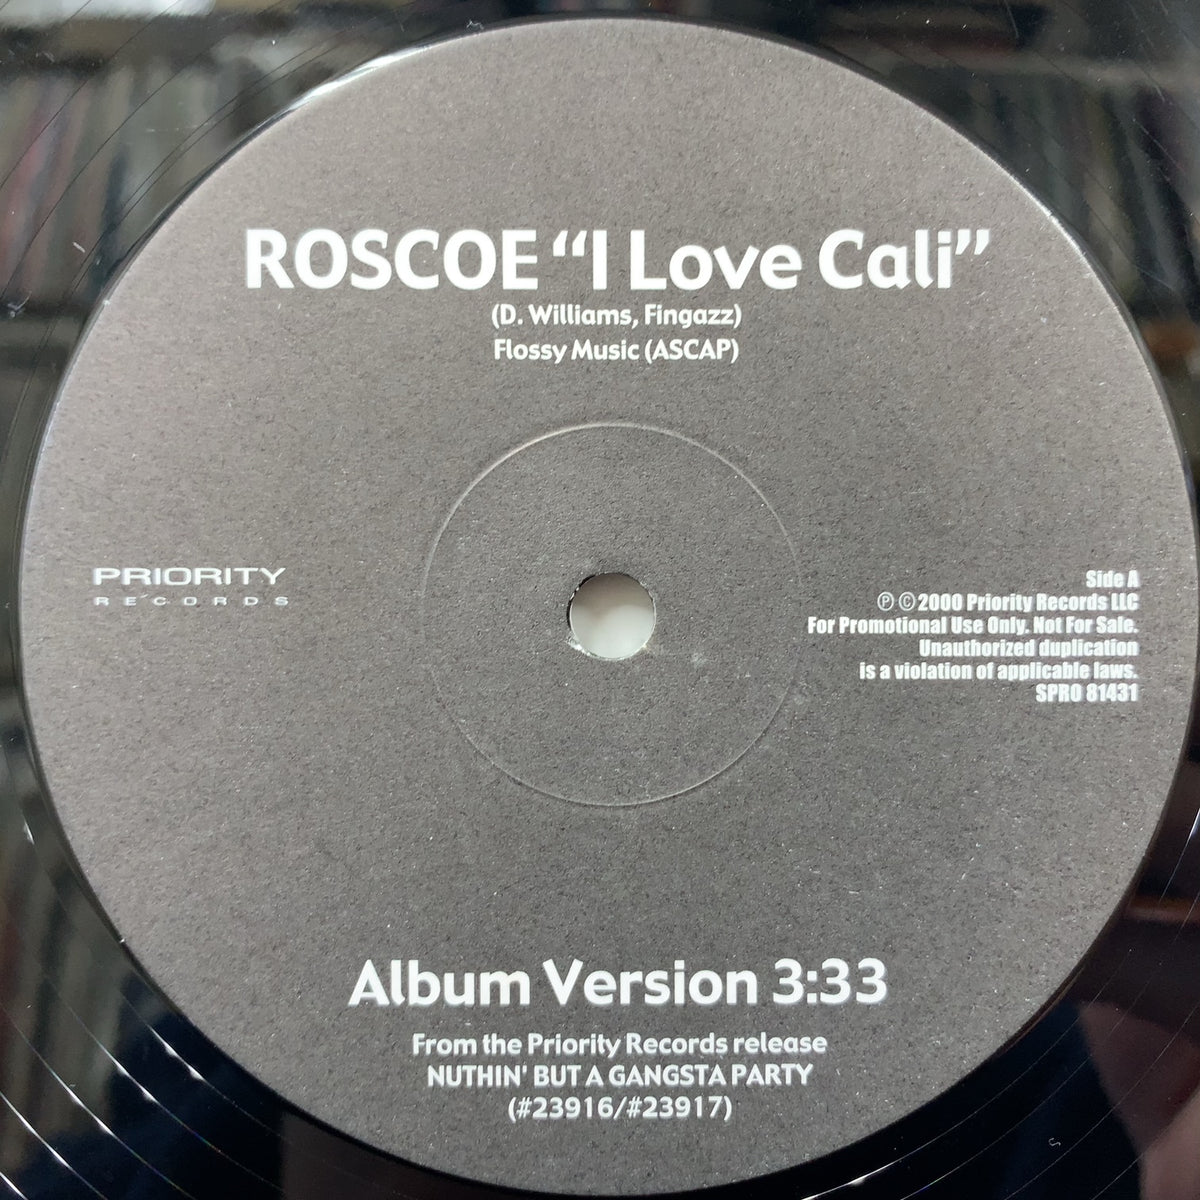 ROSCOE “I Love Cali”
(D. Williams, Fingazz)
Flossy Music (ASCAP)
PRIORITY
RECORDS
Side A
℗ ©2000 Priority Records LLC
For Promotional Use Only. Not For Sale.
Unauthorized duplication
is a violation of applicable laws.
SPRO 81431
Album Version 3:33
From the Priority Records release
NUTHIN' BUT A GANGSTA PARTY
(#23916/#23917)